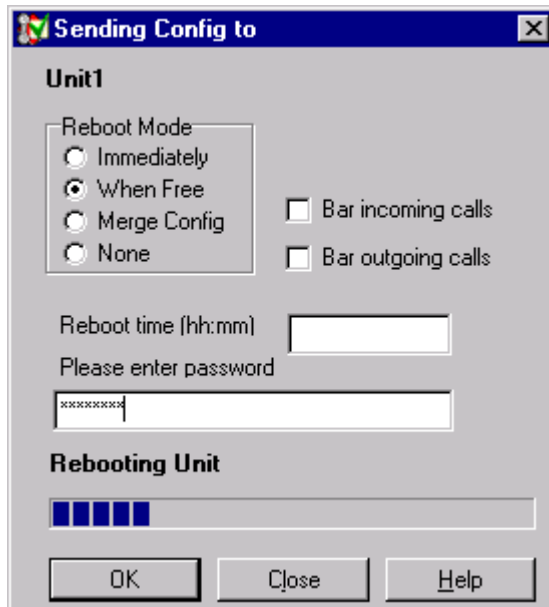 Sending Config to
Unit1
Reboot Mode
Immediately
When Free
Merge Config
None
Bar incoming calls
Bar outgoing calls
Reboot time (hh:mm)
Please enter password
xxxxxxxx
Rebooting Unit
OK
Close
Help